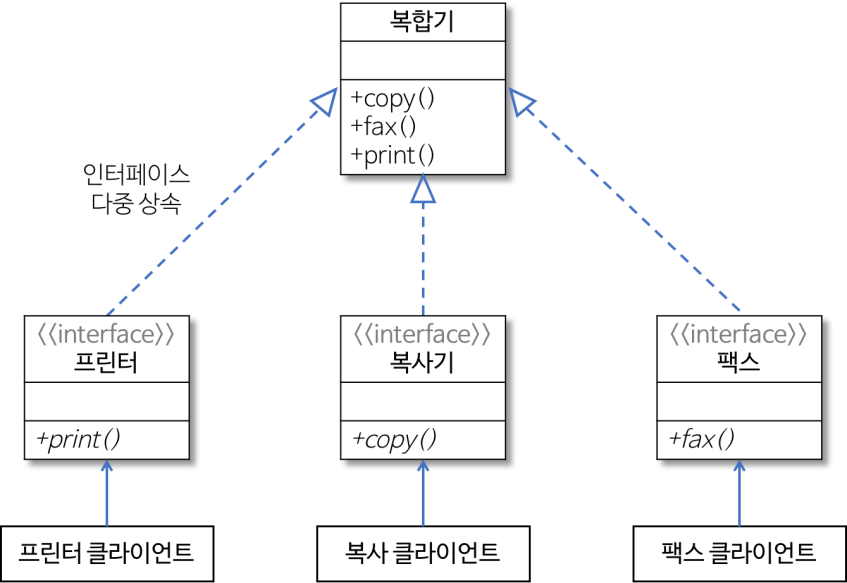 복합기
+copy()
+fax()
+print()
인터페이스
다중 상속
<<interface>>
프린터
+print()
<<interface>>
복사기
+copy()
<<interface>>
팩스
+fax()
프린터 클라이언트
복사 클라이언트
팩스 클라이언트